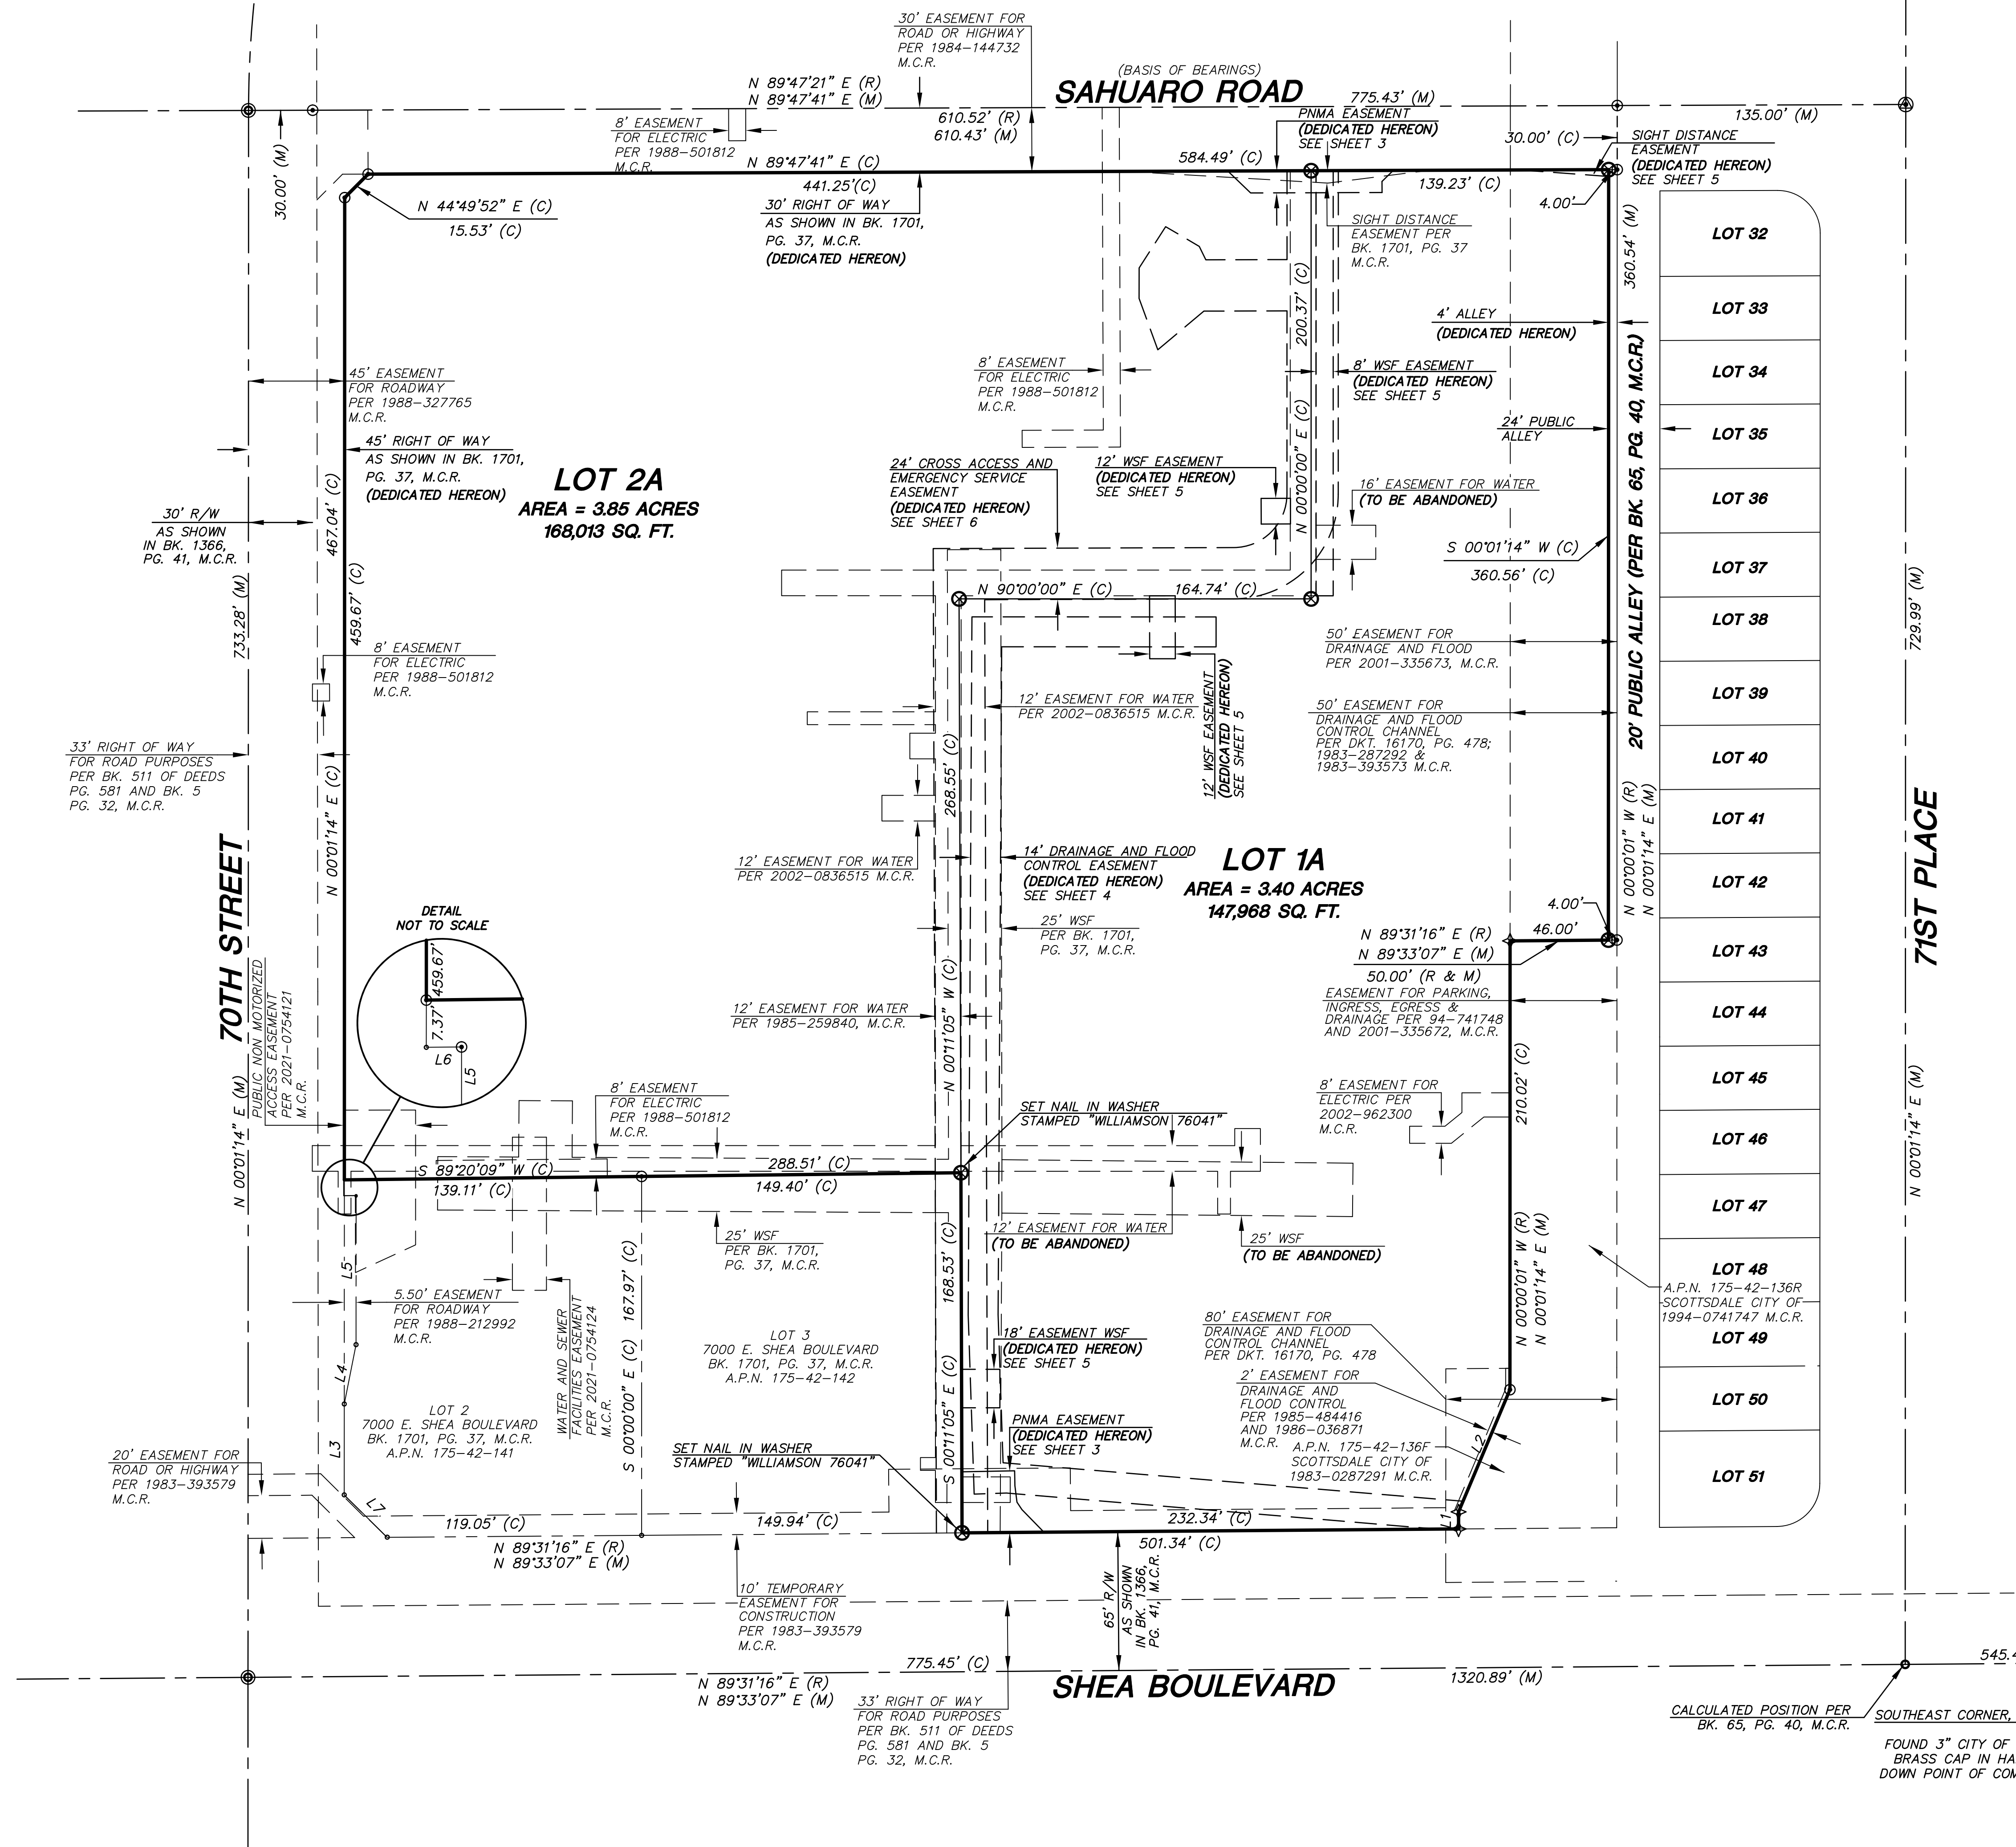 30' EASEMENT FOR
ROAD OR HIGHWAY
PER 1984-144732
M.C.R.
(BASIS OF BEARINGS)
SAHUARO ROAD
N 89°47'21" E (R)
N 89°47'41" E (M)
610.52' (R)
610.43' (M)
775.43' (M)
135.00' (M)
8' EASEMENT
FOR ELECTRIC
PER 1988-501812
M.C.R.
PNMA EASEMENT
(DEDICATED HEREON)
SEE SHEET 3
30.00' (C)
SIGHT DISTANCE
EASEMENT
(DEDICATED HEREON)
SEE SHEET 5
30.00' (M)
N 89°47'41" E (C)
584.49' (C)
441.25'(C)
139.23' (C)
4.00'
N 44°49'52" E (C)
15.53' (C)
30' RIGHT OF WAY
AS SHOWN IN BK. 1701,
PG. 37, M.C.R.
(DEDICATED HEREON)
SIGHT DISTANCE
EASEMENT PER
BK. 1701, PG. 37
M.C.R.
360.54' (M)
LOT 32
LOT 33
LOT 34
LOT 35
LOT 36
LOT 37
LOT 38
LOT 39
LOT 40
LOT 41
LOT 42
LOT 43
LOT 44
LOT 45
LOT 46
LOT 47
LOT 48
LOT 49
LOT 50
LOT 51
200.37' (C)
N 00°00'00" E (C)
4' ALLEY
(DEDICATED HEREON)
45' EASEMENT
FOR ROADWAY
PER 1988-327765
M.C.R.
8' EASEMENT
FOR ELECTRIC
PER 1988-501812
M.C.R.
8' WSF EASEMENT
(DEDICATED HEREON)
SEE SHEET 5
24' PUBLIC
ALLEY
20' PUBLIC ALLEY (PER BK. 65, PG. 40, M.C.R.)
45' RIGHT OF WAY
AS SHOWN IN BK. 1701,
PG. 37, M.C.R.
(DEDICATED HEREON)
LOT 2A
AREA = 3.85 ACRES
168,013 SQ. FT.
24' CROSS ACCESS AND
EMERGENCY SERVICE
EASEMENT
(DEDICATED HEREON)
SEE SHEET 6
12' WSF EASEMENT
(DEDICATED HEREON)
SEE SHEET 5
16' EASEMENT FOR WATER
(TO BE ABANDONED)
30' R/W
AS SHOWN
IN BK. 1366,
PG. 41, M.C.R.
467.04' (C)
459.67' (C)
733.28' (M)
S 00°01'14" W (C)
360.56' (C)
729.99' (M)
N 90°00'00" E (C)
164.74' (C)
8' EASEMENT
FOR ELECTRIC
PER 1988-501812
M.C.R.
50' EASEMENT FOR
DRAINAGE AND FLOOD
PER 2001-335673, M.C.R.
12' EASEMENT FOR WATER
PER 2002-0836515 M.C.R.
12' WSF EASEMENT
(DEDICATED HEREON)
SEE SHEET 5
50' EASEMENT FOR
DRAINAGE AND FLOOD
CONTROL CHANNEL
PER DKT. 16170, PG. 478;
1983-287292 &
1983-393573 M.C.R.
33' RIGHT OF WAY
FOR ROAD PURPOSES
PER BK. 511 OF DEEDS
PG. 581 AND BK. 5
PG. 32, M.C.R.
N 00°01'14" E (C)
268.55' (C)
N 00°00'01" W (R)
N 00°01'14" E (M)
70TH STREET
71ST PLACE
12' EASEMENT FOR WATER
PER 2002-0836515 M.C.R.
14' DRAINAGE AND FLOOD
CONTROL EASEMENT
(DEDICATED HEREON)
SEE SHEET 4
LOT 1A
AREA = 3.40 ACRES
147,968 SQ. FT.
DETAIL
NOT TO SCALE
459.67'
7.37'
L6
L5
25' WSF
PER BK. 1701,
PG. 37, M.C.R.
4.00'
46.00'
N 89°31'16" E (R)
N 89°33'07" E (M)
50.00' (R & M)
PUBLIC NON MOTORIZED
ACCESS EASEMENT
PER 2021-0754121
M.C.R.
12' EASEMENT FOR WATER
PER 1985-259840, M.C.R.
N 00°11'05" W (C)
EASEMENT FOR PARKING,
INGRESS, EGRESS &
DRAINAGE PER 94-741748
AND 2001-335672, M.C.R.
N 00°01'14" E (M)
8' EASEMENT
FOR ELECTRIC
PER 1988-501812
M.C.R.
SET NAIL IN WASHER
STAMPED "WILLIAMSON 76041"
8' EASEMENT FOR
ELECTRIC PER
2002-962300
M.C.R.
210.02' (C)
N 00°01'14" E (M)
S 89°20'09" W (C)
288.51' (C)
139.11' (C)
149.40' (C)
25' WSF
PER BK. 1701,
PG. 37, M.C.R.
12' EASEMENT FOR WATER
(TO BE ABANDONED)
25' WSF
(TO BE ABANDONED)
N 00°00'01" W (R)
N 00°01'14" E (M)
L5
5.50' EASEMENT
FOR ROADWAY
PER 1988-212992
M.C.R.
WATER AND SEWER
FACILITIES EASEMENT
PER 2021-0754124
M.C.R.
167.97' (C)
S 00°00'00" E (C)
168.53' (C)
S 00°11'05" E (C)
A.P.N. 175-42-136R
SCOTTSDALE CITY OF
1994-0741747 M.C.R.
LOT 3
7000 E. SHEA BOULEVARD
BK. 1701, PG. 37, M.C.R.
A.P.N. 175-42-142
18' EASEMENT WSF
(DEDICATED HEREON)
SEE SHEET 5
80' EASEMENT FOR
DRAINAGE AND FLOOD
CONTROL CHANNEL
PER DKT. 16170, PG. 478
2' EASEMENT FOR
DRAINAGE AND
FLOOD CONTROL
PER 1985-484416
AND 1986-036871
M.C.R.
L4
L3
LOT 2
7000 E. SHEA BOULEVARD
BK. 1701, PG. 37, M.C.R.
A.P.N. 175-42-141
PNMA EASEMENT
(DEDICATED HEREON)
SEE SHEET 3
L2
A.P.N. 175-42-136F
SCOTTSDALE CITY OF
1983-0287291 M.C.R.
20' EASEMENT FOR
ROAD OR HIGHWAY
PER 1983-393579
M.C.R.
SET NAIL IN WASHER
STAMPED "WILLIAMSON 76041"
L7
119.05' (C)
149.94' (C)
232.34' (C)
L1
501.34' (C)
N 89°31'16" E (R)
N 89°33'07" E (M)
10' TEMPORARY
EASEMENT FOR
CONSTRUCTION
PER 1983-393579
M.C.R.
65' R/W
AS SHOWN
IN BK. 1366,
PG. 41, M.C.R.
775.45' (C)
N 89°31'16" E (R)
N 89°33'07" E (M)
SHEA BOULEVARD
1320.89' (M)
545.4
33' RIGHT OF WAY
FOR ROAD PURPOSES
PER BK. 511 OF DEEDS
PG. 581 AND BK. 5
PG. 32, M.C.R.
CALCULATED POSITION PER
BK. 65, PG. 40, M.C.R.
SOUTHEAST CORNER,
FOUND 3" CITY OF
BRASS CAP IN HA
DOWN POINT OF COM